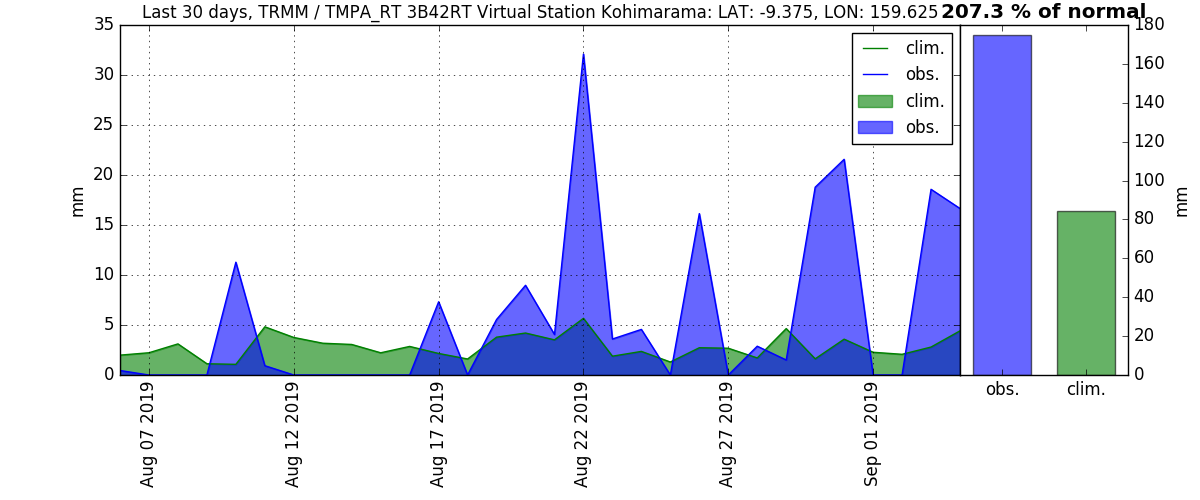 Last 30 days, TRMM / TMPA_RT 3B42RT Virtual Station Kohimarama: LAT: -9.375, LON: 159.625
207.3 % of normal
35
30
25
20
15
10
5
0
mm
clim.
obs.
clim.
obs.
Aug 07 2019
Aug 12 2019
Aug 17 2019
Aug 22 2019
Aug 27 2019
Sep 01 2019
180
160
140
120
100
80
60
40
20
0
mm
obs.
clim.